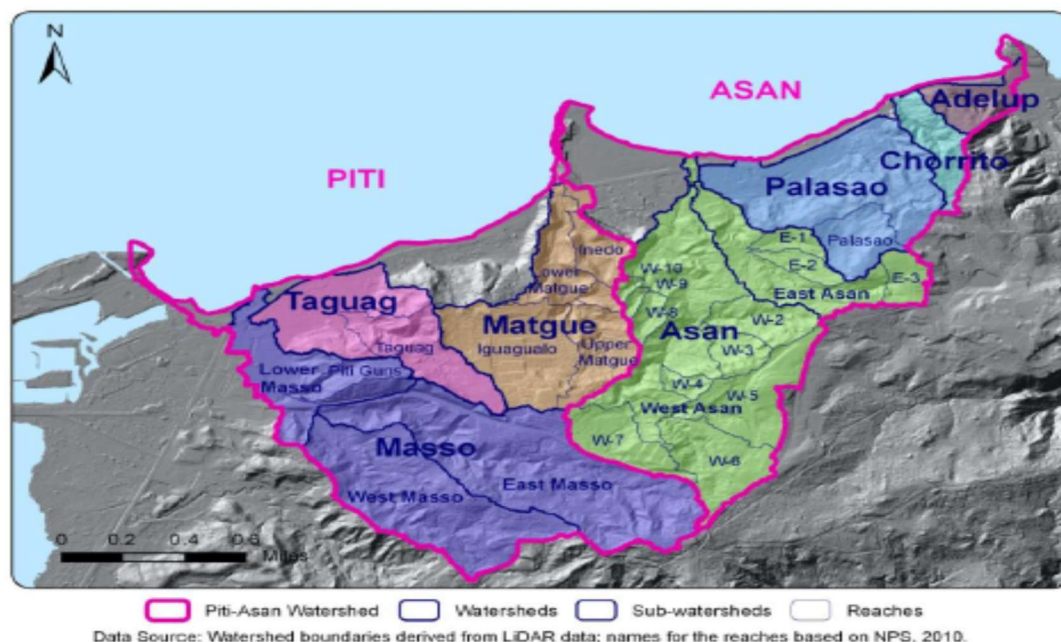 N
ASAN
Adelup
Chorrito
PITI
Palasao
Palasao
E-1
Inedo
E-2
W-10
E-3
Lower
Matgue
W-9
East Asan
Taguag
W-8
W-2
Matgue
Asan
Taguag
Iguagualo
Upper
Matgue
W-3
Lower
Masso
Piti Guns
W-4
W-5
West Asan
W-7
Masso
W-6
East Masso
West Masso
0 0.2 0.4 0.6
Miles
Piti-Asan Watershed Watersheds Sub-watersheds Reaches
Data Source: Watershed boundaries derived from LiDAR data; names for the reaches based on NPS, 2010.